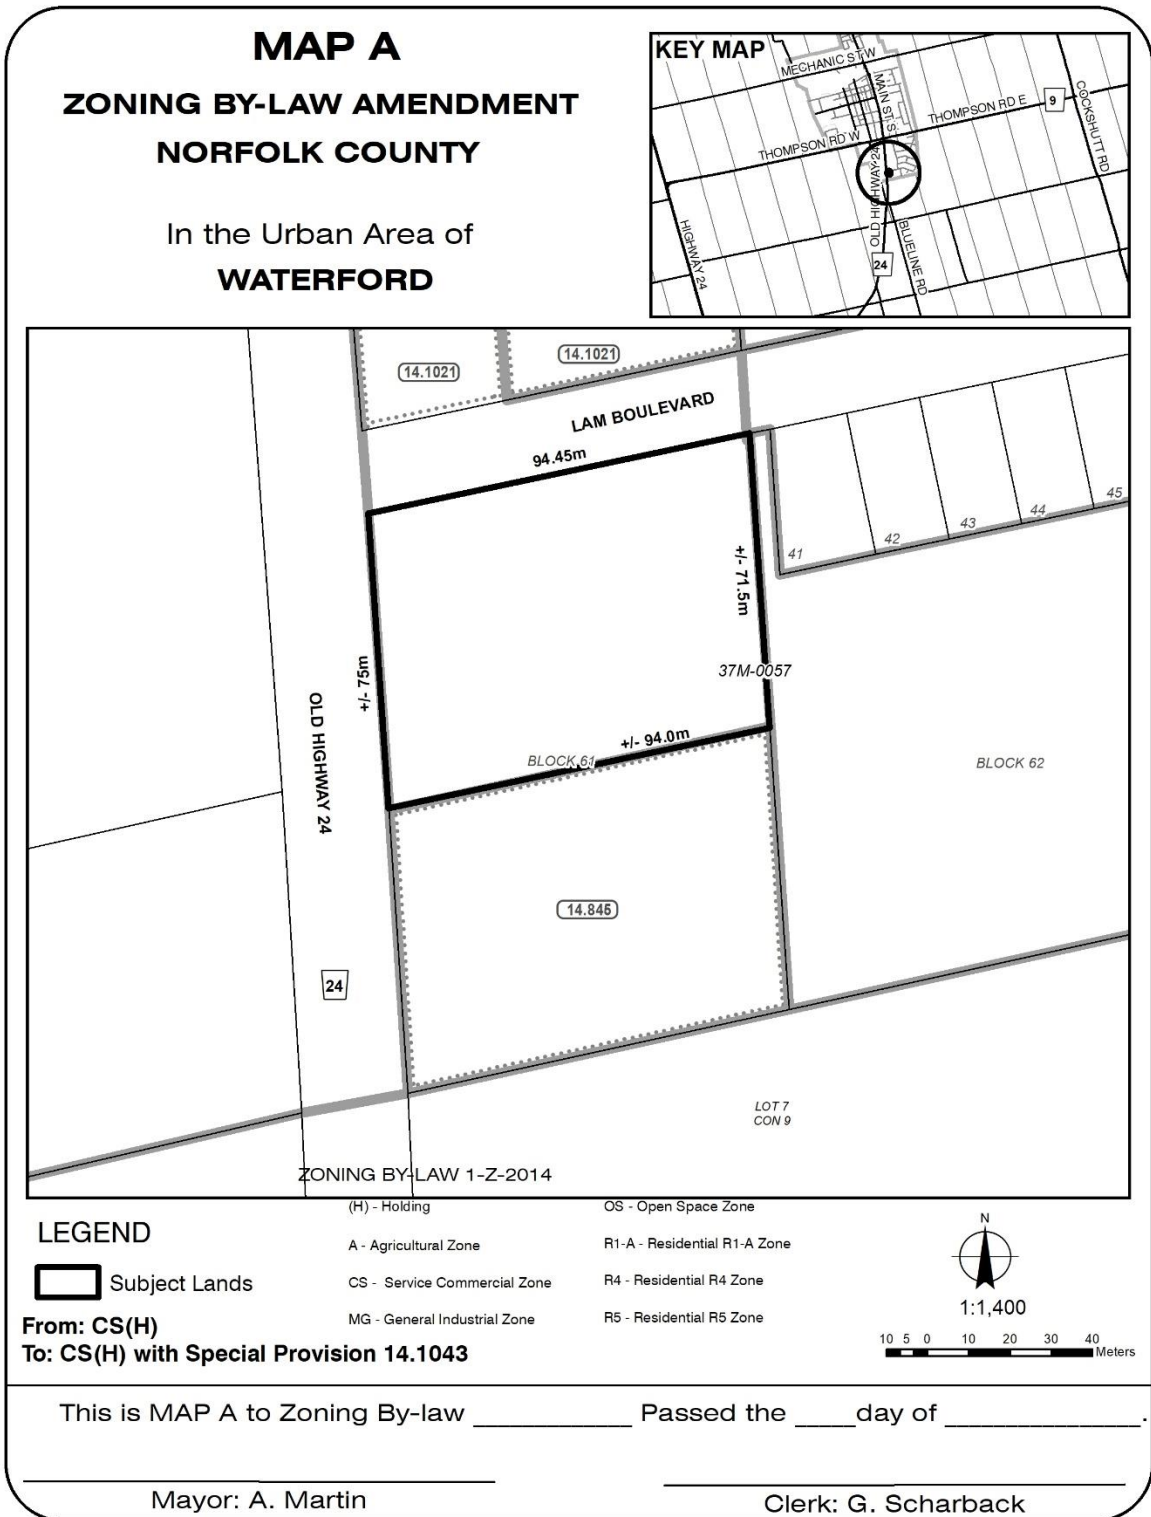 MAP A
ZONING BY-LAW AMENDMENT
NORFOLK COUNTY
In the Urban Area of
WATERFORD
KEY MAP
MECHANIC ST W
MAIN ST S
THOMPSON RD E
9
COCKSHUTT RD
THOMPSON RD W
OLD HIGHWAY 24
HIGHWAY 24
BLUELINE RD
24
14.1021
14.1021
LAM BOULEVARD
94.45m
45
44
43
42
41
+/- 71.5m
37M-0057
+/- 75m
OLD HIGHWAY 24
+/- 94.0m
BLOCK 61
BLOCK 62
14.845
24
LOT 7
CON 9
ZONING BY-LAW 1-Z-2014
LEGEND
Subject Lands
From: CS(H)
To: CS(H) with Special Provision 14.1043
(H) - Holding
A - Agricultural Zone
CS - Service Commercial Zone
MG - General Industrial Zone
OS - Open Space Zone
R1-A - Residential R1-A Zone
R4 - Residential R4 Zone
R5 - Residential R5 Zone
N
1:1,400
10 5 0 10 20 30 40
Meters
This is MAP A to Zoning By-law ____________ Passed the _____day of _______________.
Mayor: A. Martin
Clerk: G. Scharback